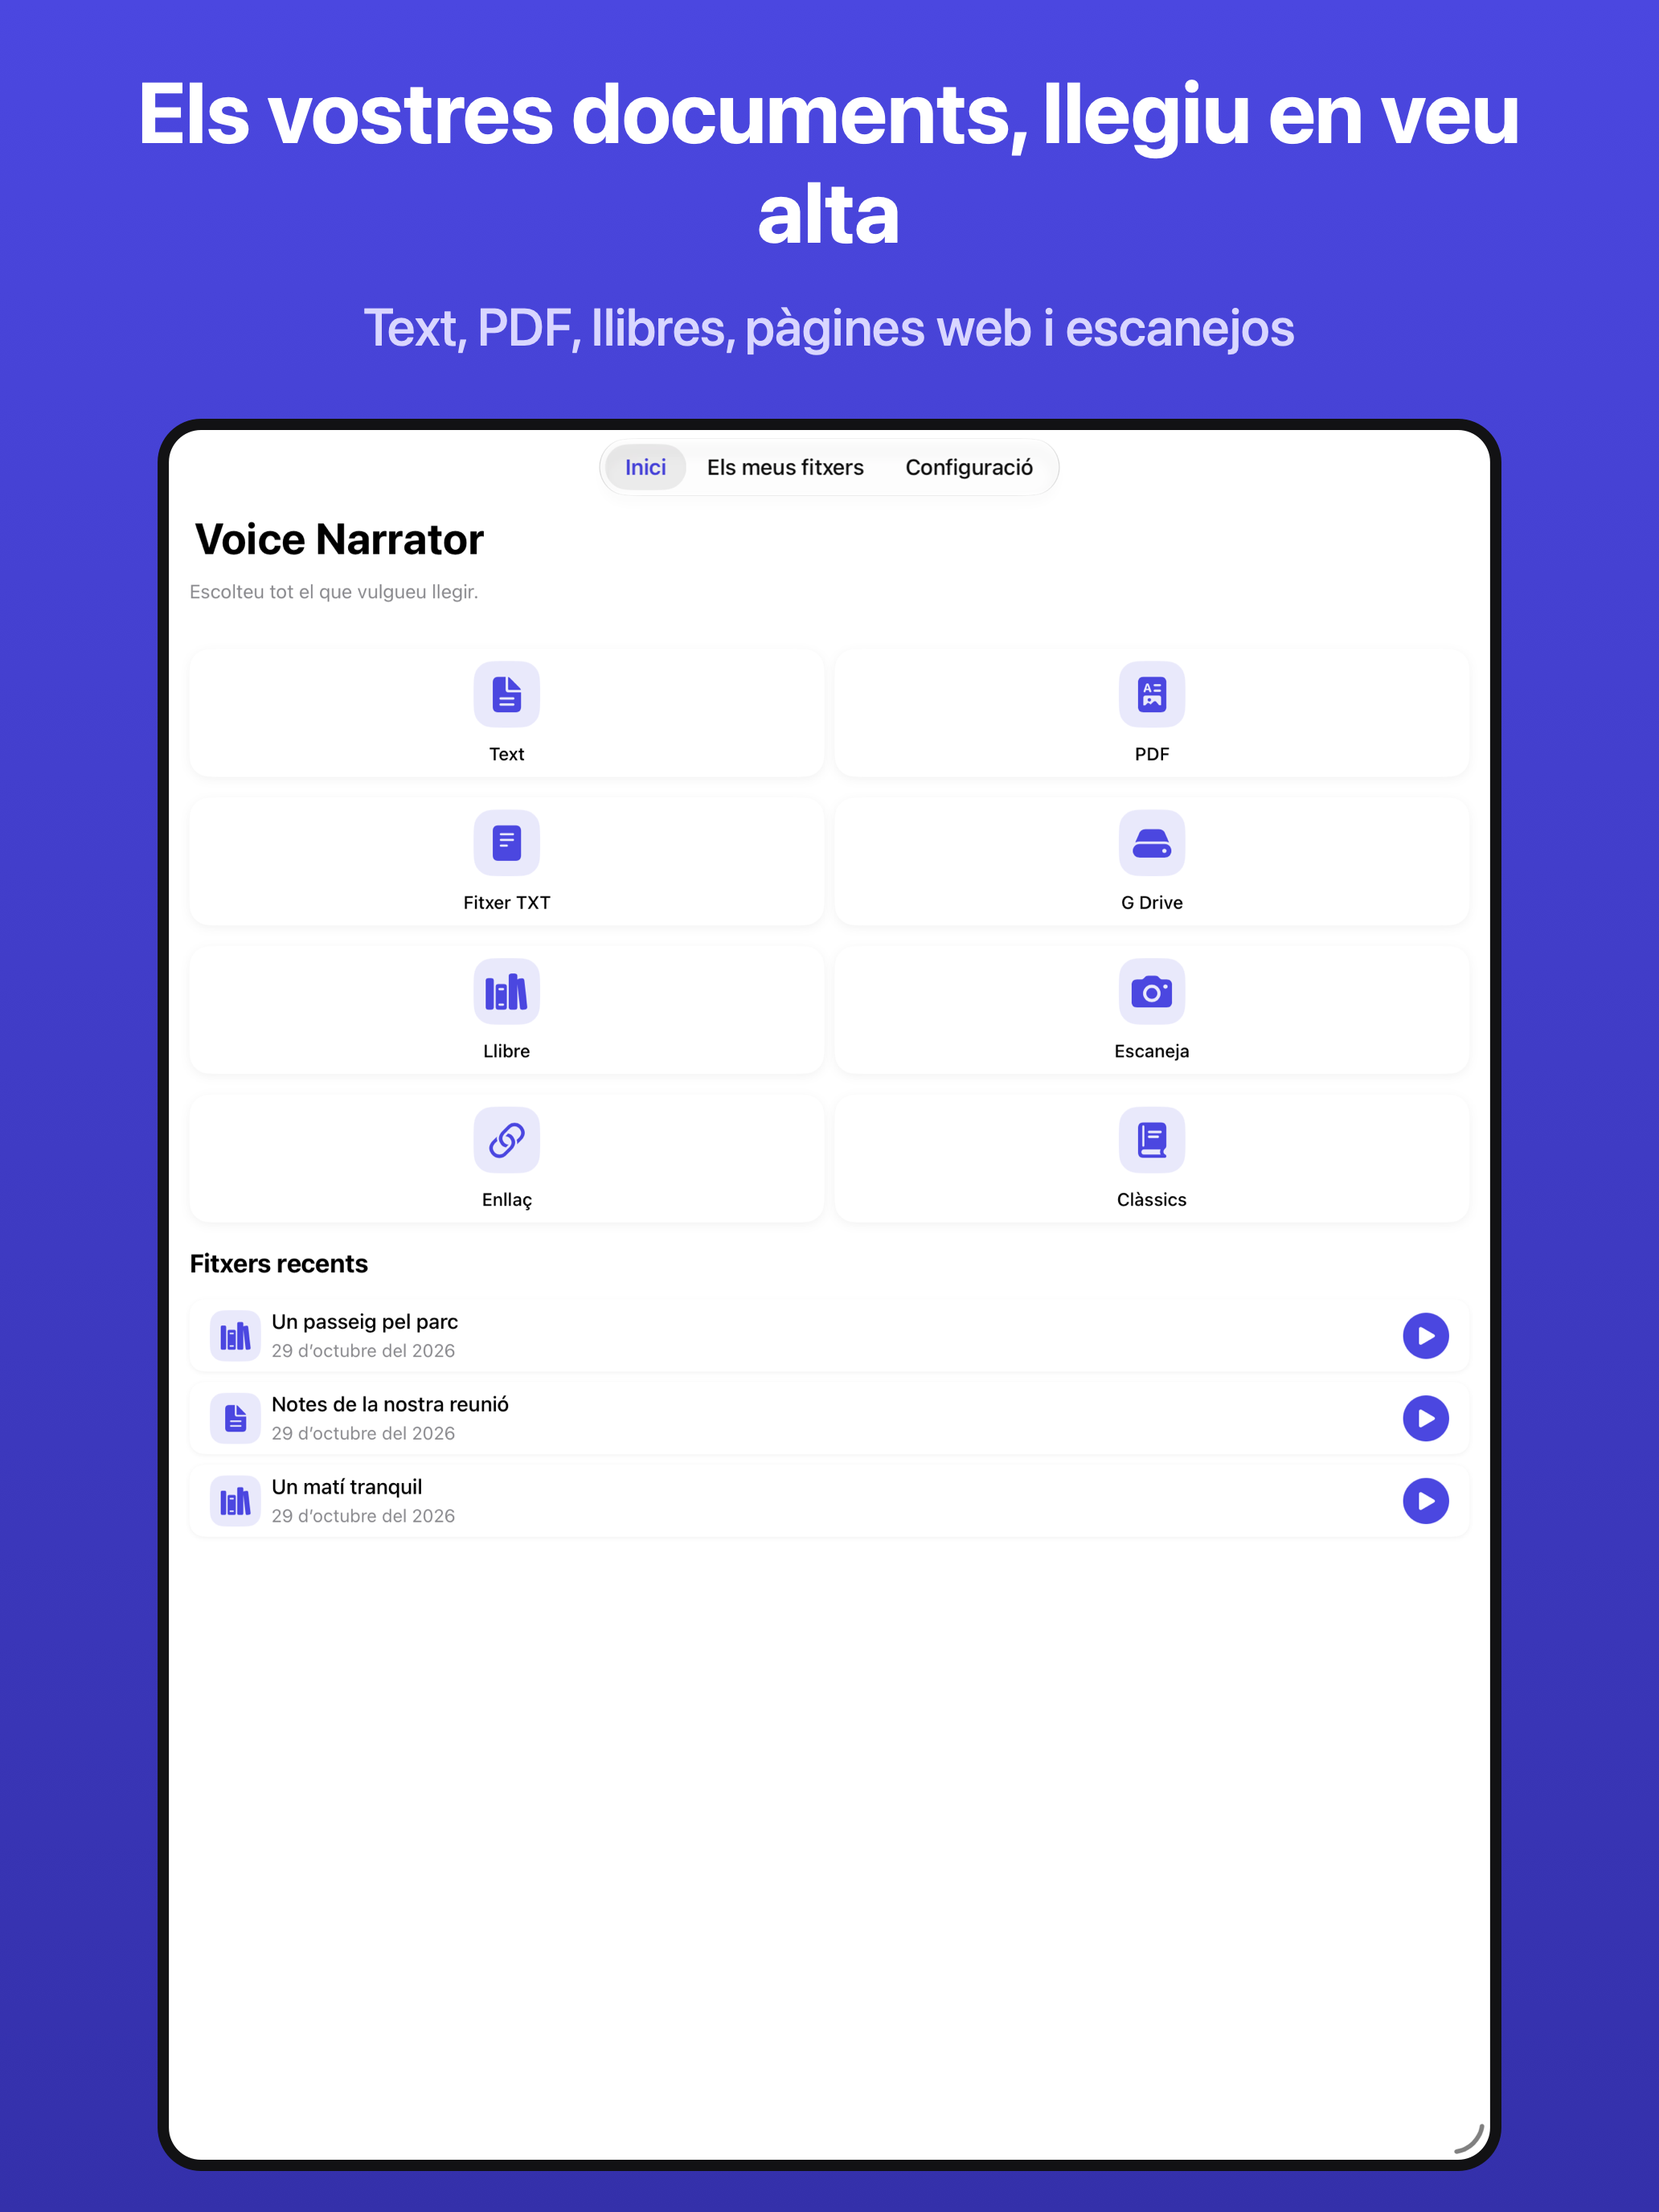 Els vostres documents, llegiu en veu
alta
Text, PDF, llibres, pàgines web i escanejos
Inici
Els meus fitxers
Configuració
Voice Narrator
Escolteu tot el que vulgueu llegir.
Text
PDF
Fitxer TXT
G Drive
Llibre
Escaneja
Enllaç
Clàssics
Fitxers recents
Un passeig pel parc
29 d’octubre del 2026
Notes de la nostra reunió
29 d’octubre del 2026
Un matí tranquil
29 d’octubre del 2026